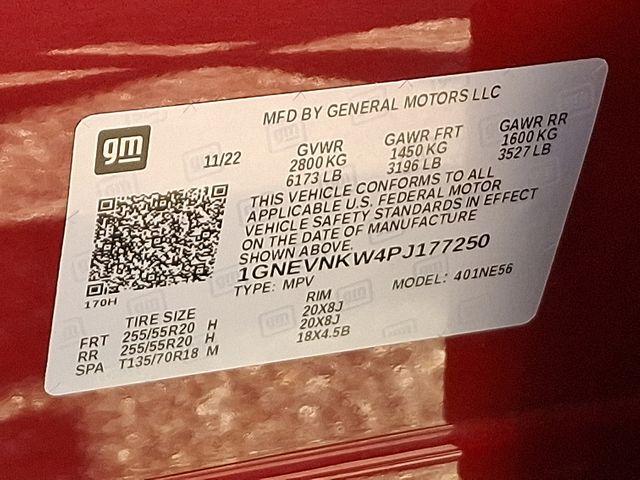 MFD BY GENERAL MOTORS LLC
gm
11/22
GVWR
2800 KG
6173 LB
GAWR FRT
1450 KG
3196 LB
GAWR RR
1600 KG
3527 LB
THIS VEHICLE CONFORMS TO ALL
APPLICABLE U.S. FEDERAL MOTOR
VEHICLE SAFETY STANDARDS IN EFFECT
ON THE DATE OF MANUFACTURE
SHOWN ABOVE.
1GNEVNKW4PJ177250
TYPE: MPV
MODEL: 401NE56
170H
TIRE SIZE
RIM
FRT 255/55R20 H 20X8J
RR 255/55R20 H 20X8J
SPA T135/70R18 M 18X4.5B